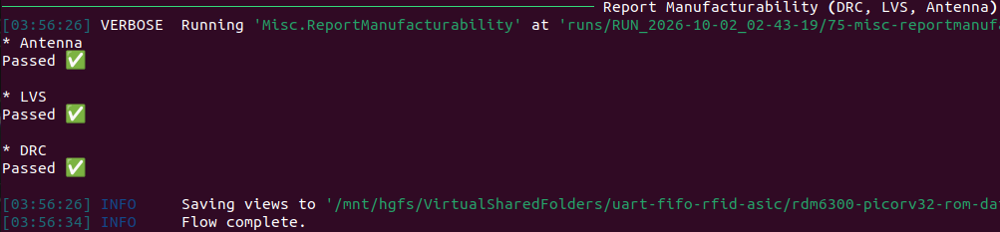 Report Manufacturability (DRC, LVS, Antenna)
[03:56:26] VERBOSE Running 'Misc.ReportManufacturability' at 'runs/RUN_2026-10-02_02-43-19/75-misc-reportmanufa
* Antenna
Passed ✅
* LVS
Passed ✅
* DRC
Passed ✅
[03:56:26] INFO Saving views to '/mnt/hgfs/VirtualSharedFolders/uart-fifo-rfid-asic/rdm6300-picorv32-rom-da
[03:56:34] INFO Flow complete.